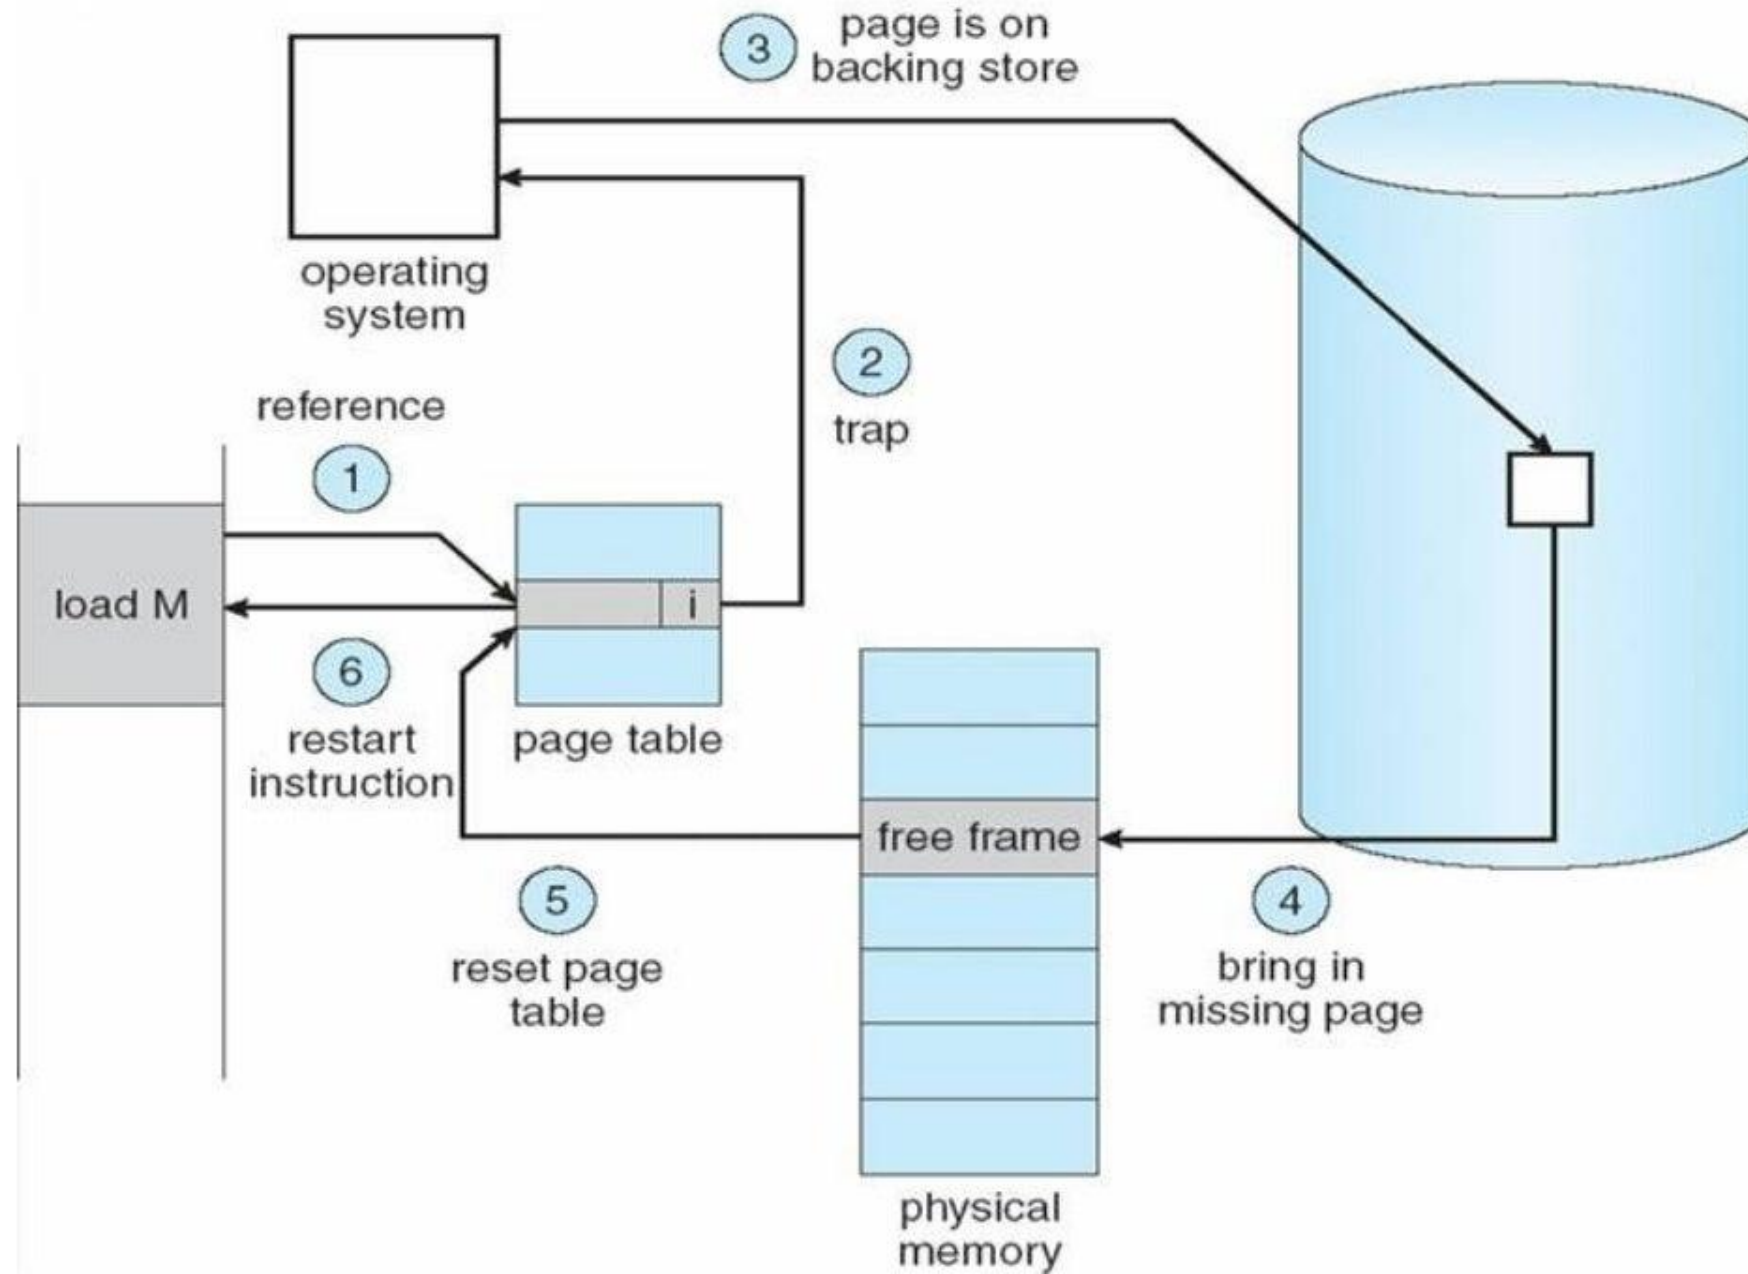 3
page is on
backing store
operating
system
2
trap
reference
1
load M
i
6
restart
instruction
page table
free frame
5
reset page
table
4
bring in
missing page
physical
memory